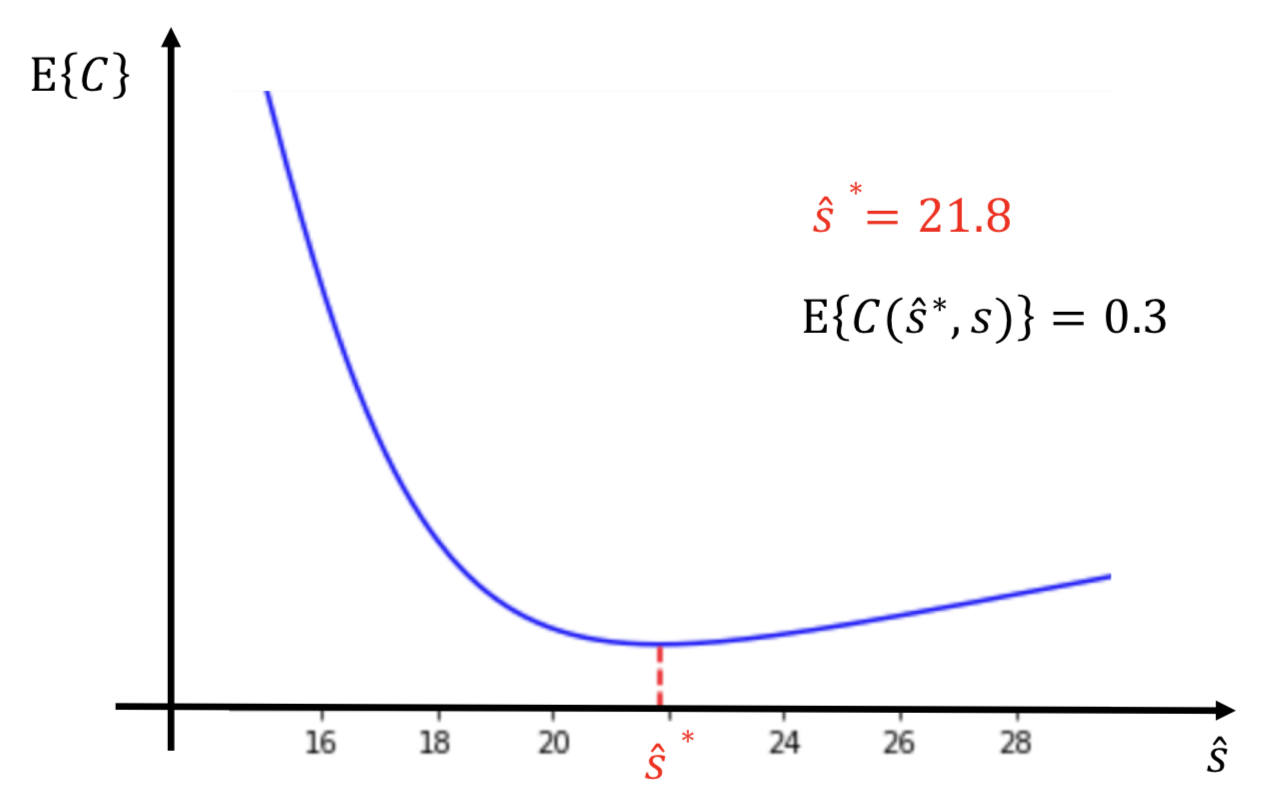 E{C}
ŝ* = 21.8
E{C(ŝ*, s)} = 0.3
16 18 20 24 26 28
ŝ* ŝ